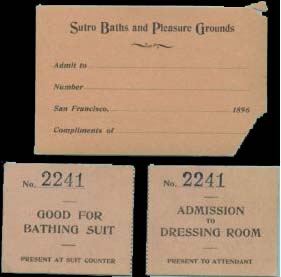 Sutro Baths and Pleasure Grounds
Admit to
Number
San Francisco, 1896
Compliments of
No. 2241
GOOD FOR
BATHING SUIT
PRESENT AT SUIT COUNTER
No. 2241
ADMISSION
TO
DRESSING ROOM
PRESENT TO ATTENDANT